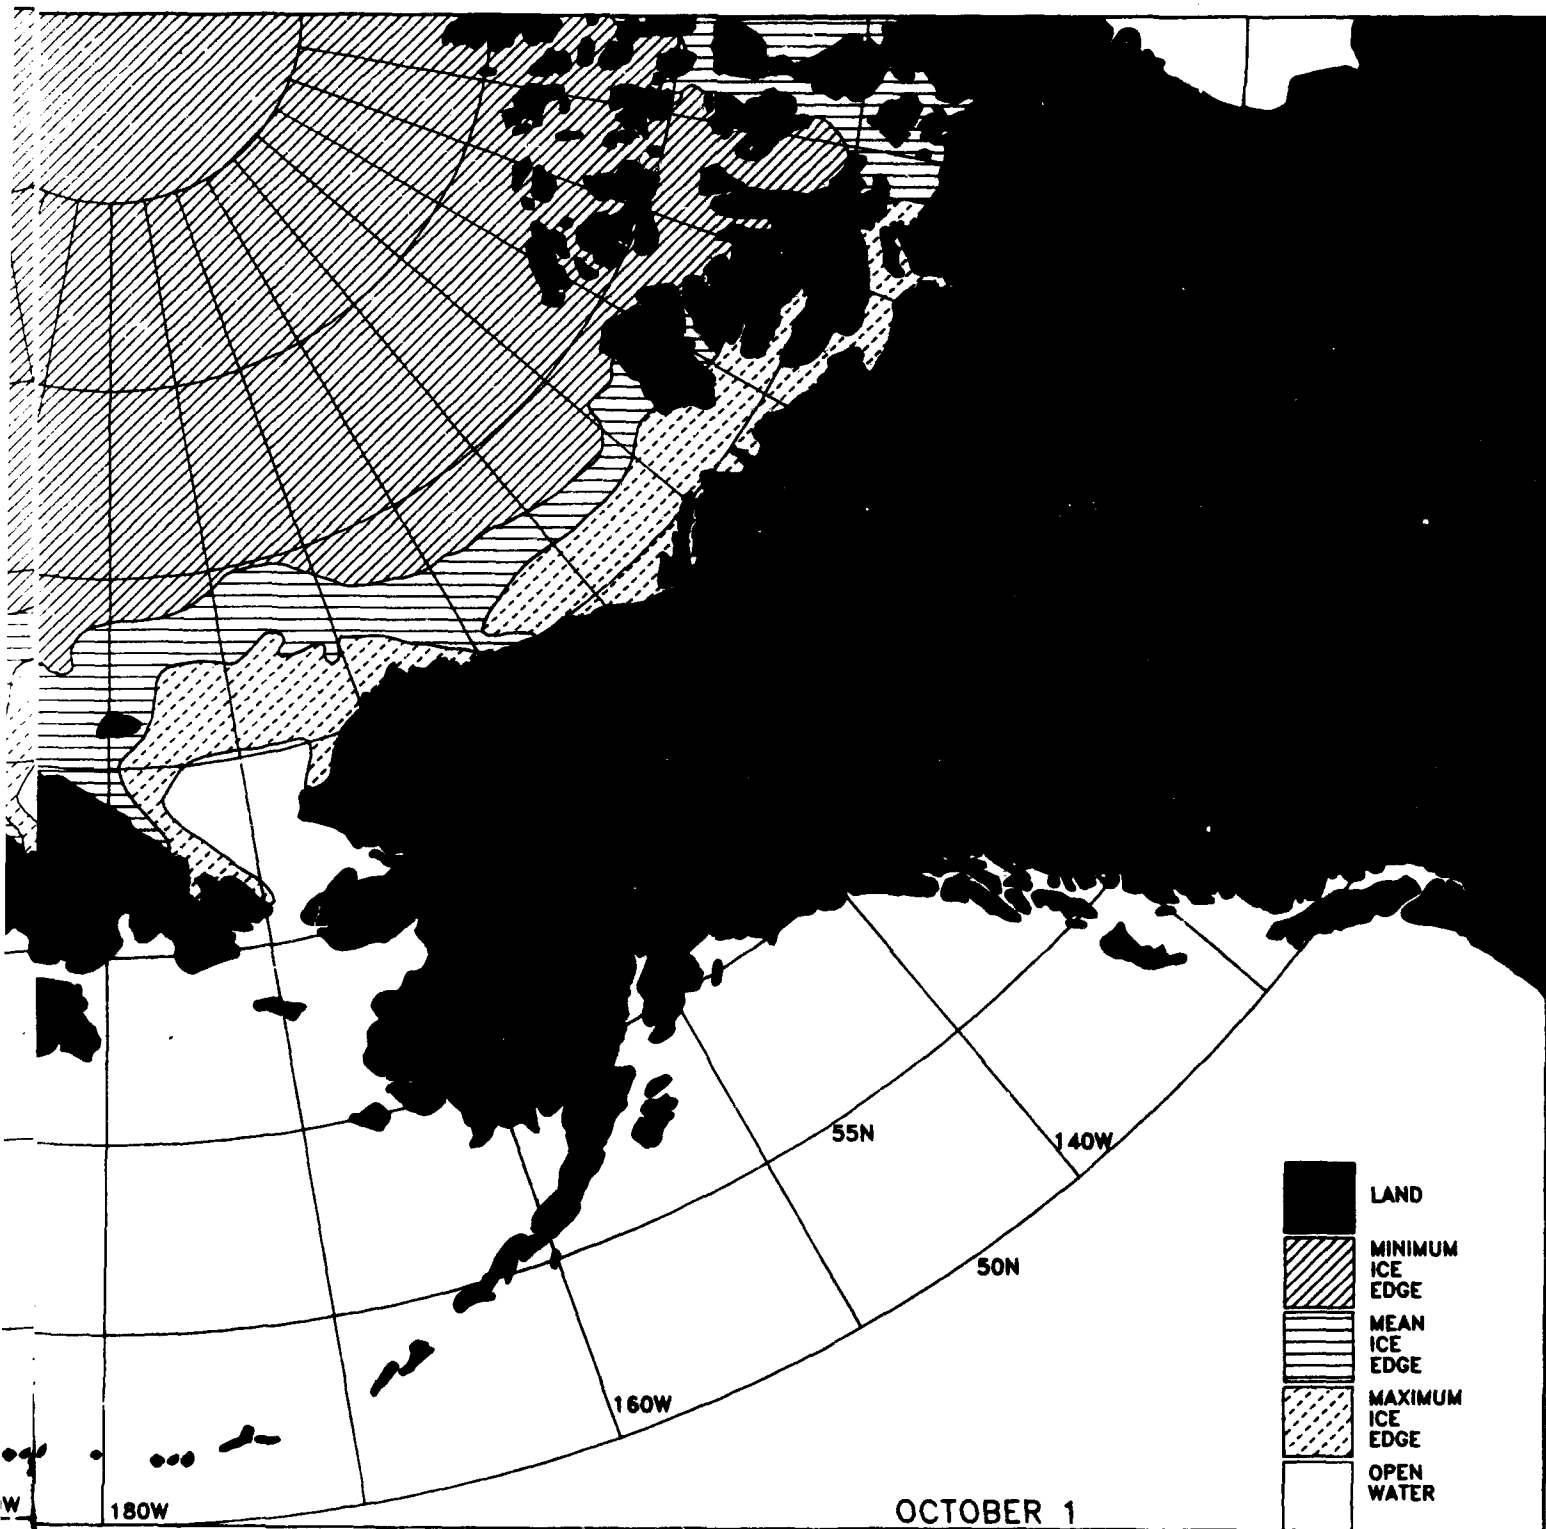 55N
140W
50N
160W
180W
W
OCTOBER 1
LAND
MINIMUM
ICE
EDGE
MEAN
ICE
EDGE
MAXIMUM
ICE
EDGE
OPEN
WATER